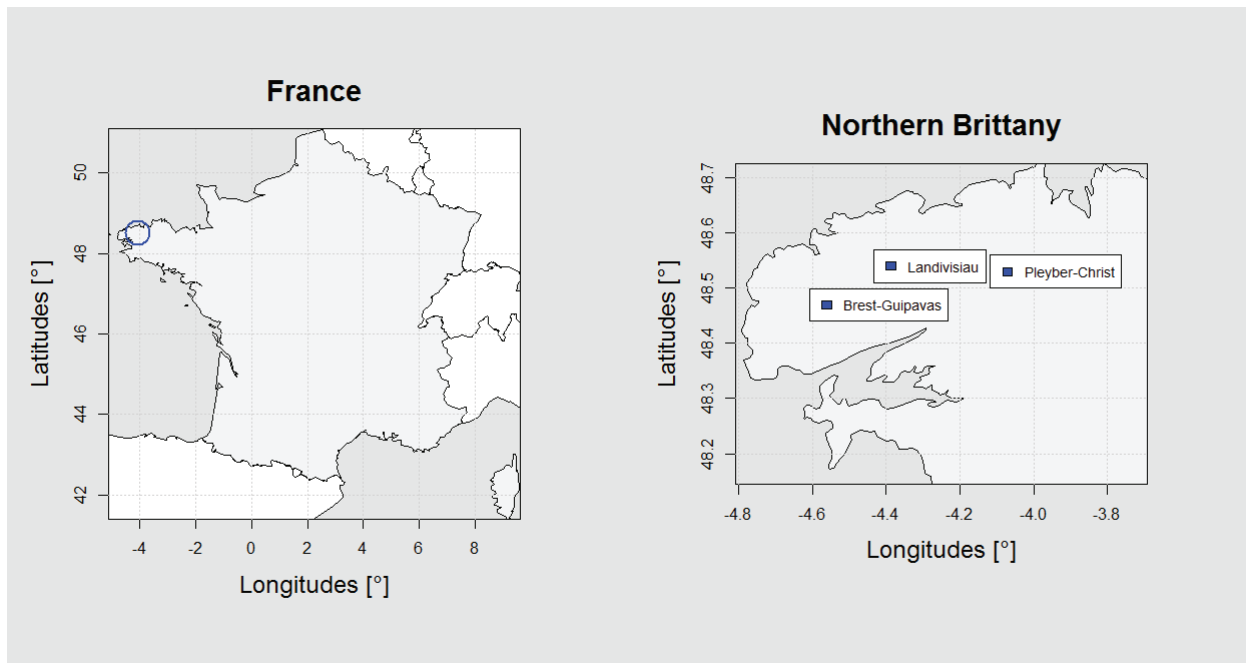 France
50
48
46
44
42
Latitudes [°]
-4 -2 0 2 4 6 8
Longitudes [°]
Northern Brittany
48.7
48.6
48.5
48.4
48.3
48.2
Latitudes [°]
Landivisiau
Pleyber-Christ
Brest-Guipavas
-4.8 -4.6 -4.4 -4.2 -4.0 -3.8
Longitudes [°]